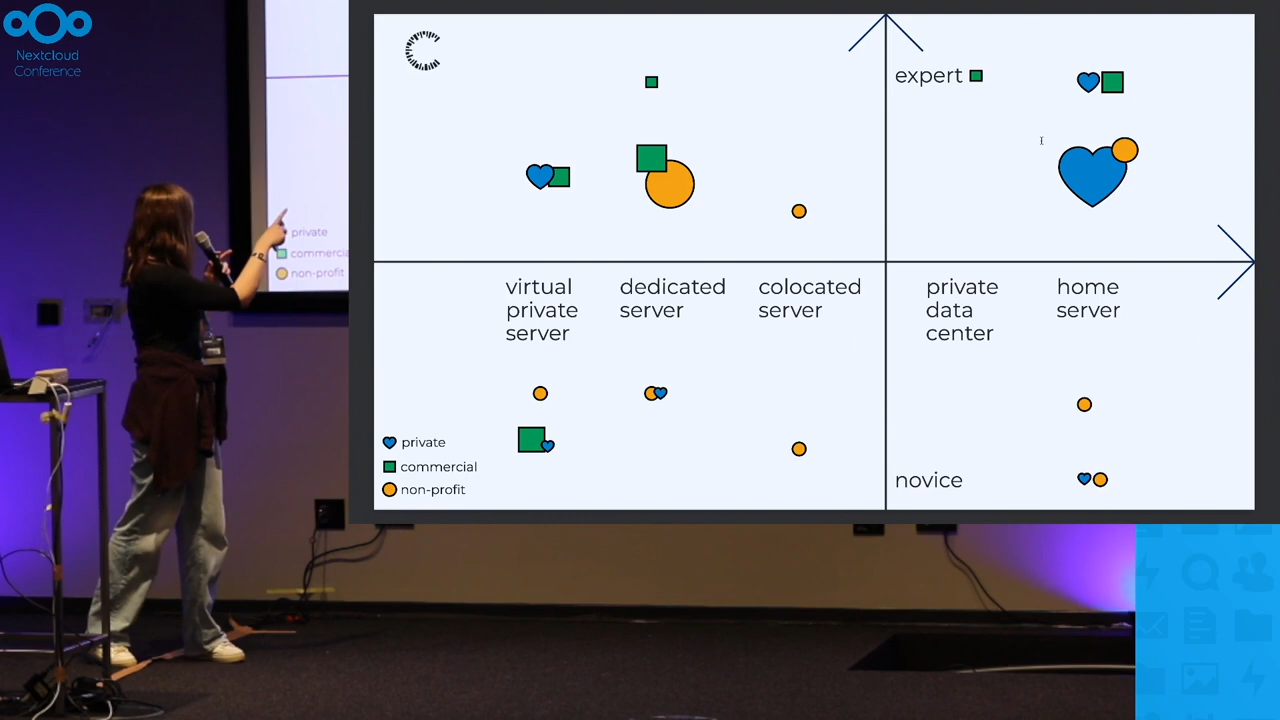 Nextcloud
Conference
private
commercia
non-profit
expert
virtual
private
server
dedicated
server
colocated
server
private
data
center
home
server
private
commercial
non-profit
novice